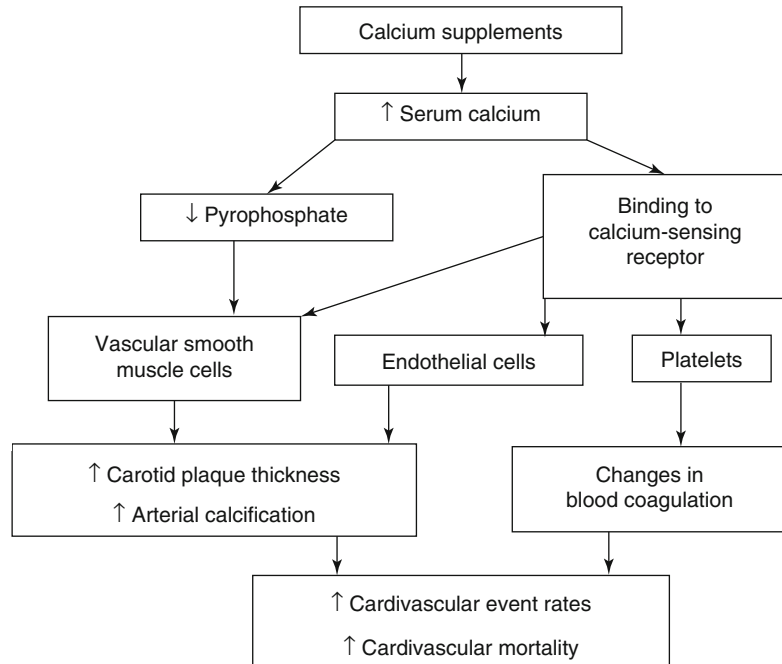 Calcium supplements
↑ Serum calcium
↓ Pyrophosphate
Binding to
calcium-sensing
receptor
Vascular smooth
muscle cells
Endothelial cells
Platelets
↑ Carotid plaque thickness
↑ Arterial calcification
Changes in
blood coagulation
↑ Cardivascular event rates
↑ Cardivascular mortality